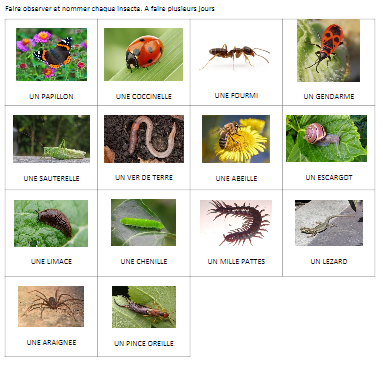 Faire observer et nommer chaque insecte. A faire plusieurs jours
UN PAPILLON
UNE COCCINELLE
UNE FOURMI
UN GENDARME
UNE SAUTERELLE
UN VER DE TERRE
UNE ABEILLE
UN ESCARGOT
UNE LIMACE
UNE CHENILLE
UN MILLE PATTES
UN LEZARD
UNE ARAIGNEE
UN PINCE OREILLE